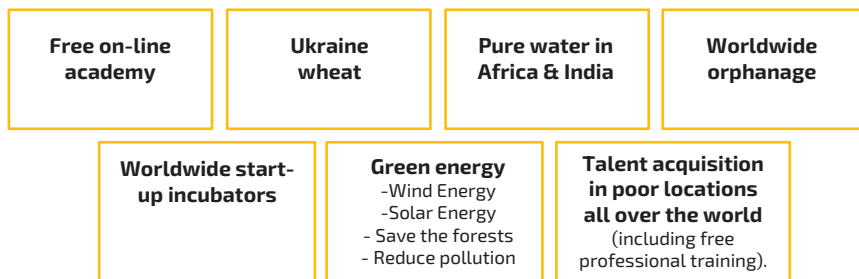 Free on-line
academy
Ukraine
wheat
Pure water in
Africa & India
Worldwide
orphanage
Worldwide start-
up incubators
Green energy
-Wind Energy
-Solar Energy
- Save the forests
- Reduce pollution
Talent acquisition
in poor locations
all over the world
(including free
professional training).